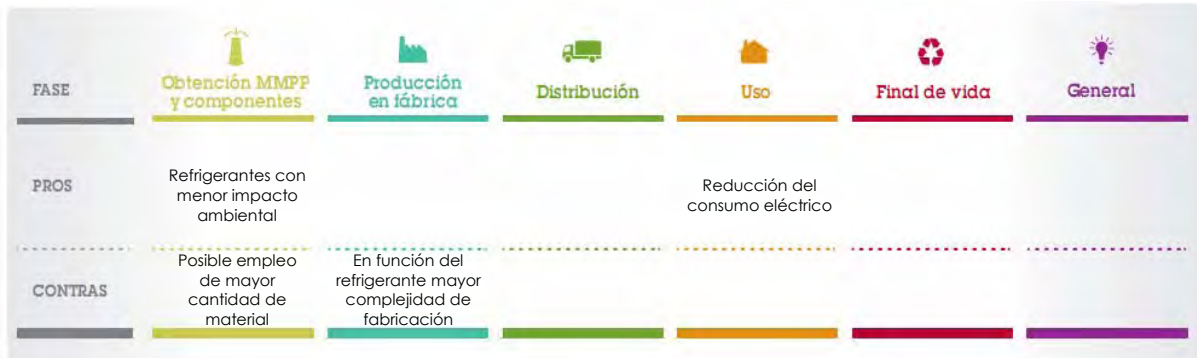 FASE
Obtención MMPP
y componentes
Producción
en fábrica
Distribución
Uso
Final de vida
General
PROS
Refrigerantes con
menor impacto
ambiental
Reducción del
consumo eléctrico
CONTRAS
Posible empleo
de mayor
cantidad de
material
En función del
refrigerante mayor
complejidad de
fabricación